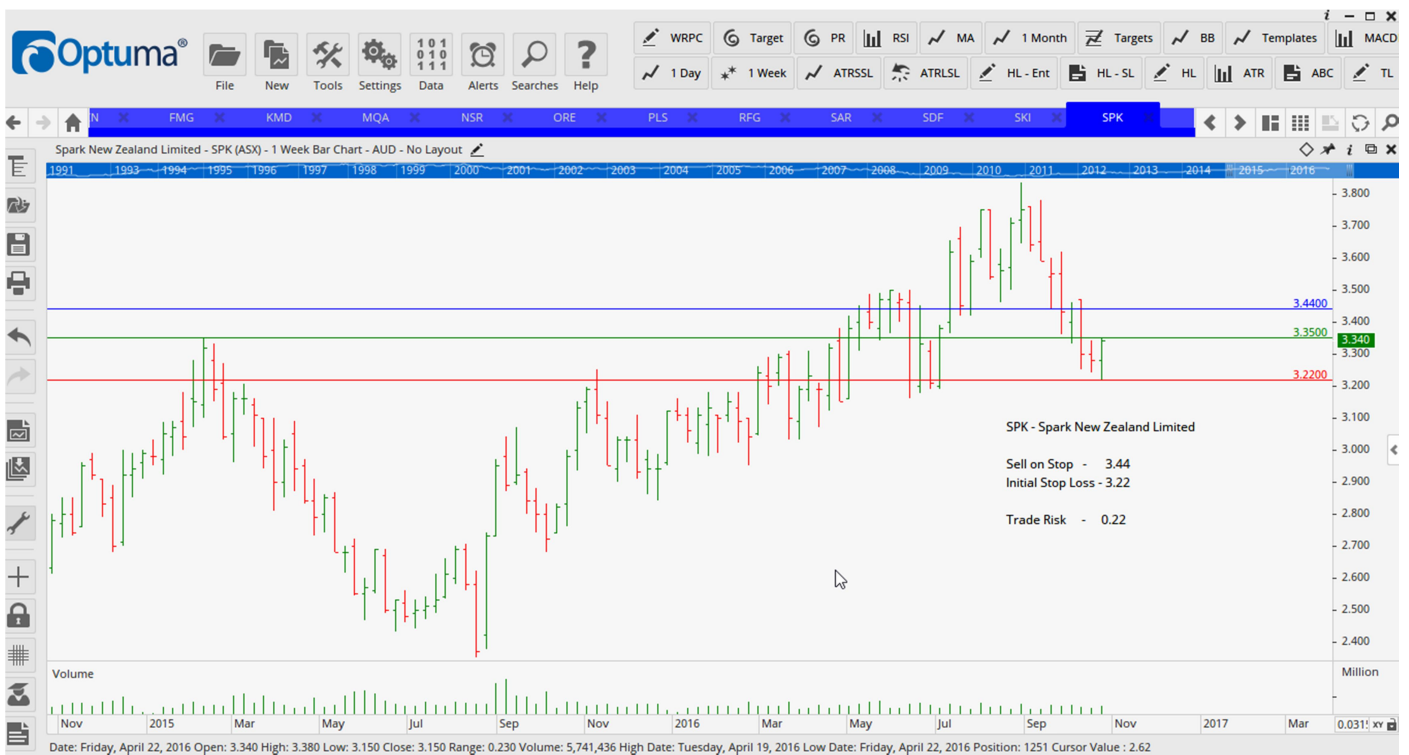 Optuma®
File New Tools Settings Data Alerts Searches Help
WRPC Target PR RSI MA 1 Month Targets BB Templates MACD
1 Day 1 Week ATRSSL ATRLSL HL - Ent HL - SL HL ATR ABC TL
N FMG KMD MQA NSR ORE PLS RFG SAR SDF SKI SPK
Spark New Zealand Limited - SPK (ASX) - 1 Week Bar Chart - AUD - No Layout
1991 1993 1994 1995 1996 1997 1998 1999 2000 2001 2002 2003 2004 2005 2006 2007 2008 2009 2010 2011 2012 2013 2014 2015 2016
3.800
3.700
3.600
3.500
3.4400
3.400
3.3500
3.340
3.300
3.2200
3.200
3.100
SPK - Spark New Zealand Limited
3.000
Sell on Stop - 3.44
Initial Stop Loss - 3.22
2.900
2.800
Trade Risk - 0.22
2.700
2.600
2.500
2.400
Volume Million
Nov 2015 Mar May Jul Sep Nov 2016 Mar May Jul Sep Nov 2017 Mar XY
Date: Friday, April 22, 2016 Open: 3.340 High: 3.380 Low: 3.150 Close: 3.150 Range: 0.230 Volume: 5,741,436 High Date: Tuesday, April 19, 2016 Low Date: Friday, April 22, 2016 Position: 1251 Cursor Value : 2.62